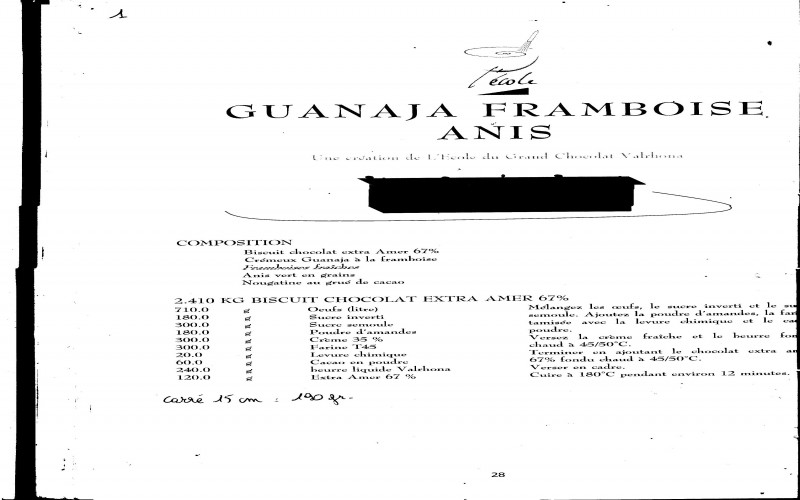 1
l'école
GUANAJA FRAMBOISE
ANIS
Une création de L'Ecole du Grand Chocolat Valrhona
COMPOSITION
Biscuit chocolat extra Amer 67%
Crémeux Guanaja à la framboise
Framboises fraîches
Anis vert en grains
Nougatine au grué de cacao
2.410 KG BISCUIT CHOCOLAT EXTRA AMER 67%
710.0 g Oeufs (litre)
180.0 g Sucre inverti
300.0 g Sucre semoule
180.0 g Poudre d'amandes
300.0 g Crème 35 %
300.0 g Farine T45
20.0 g Levure chimique
60.0 g Cacao en poudre
240.0 g beurre liquide Valrhona
120.0 g Extra Amer 67 %
Mélangez les œufs, le sucre inverti et le su
semoule. Ajoutez la poudre d'amandes, la far
tamisée avec la levure chimique et le ca
poudre.
Versez la crème fraîche et le beurre fon
chaud à 45/50°C.
Terminer en ajoutant le chocolat extra am
67% fondu chaud à 45/50°C.
Verser en cadre.
Cuire à 180°C pendant environ 12 minutes.
carré 15 cm : 190 gr.
28